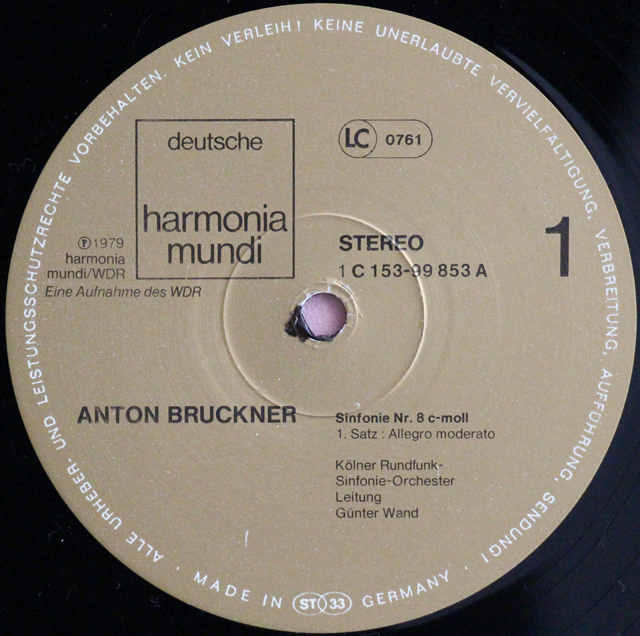 ALLE URHEBER- UND LEISTUNGSSCHUTZRECHTE VORBEHALTEN. KEIN VERLEIH! KEINE UNERLAUBTE VERVIELFÄLTIGUNG, VERBREITUNG, AUFFÜHRUNG, SENDUNG!
deutsche
harmonia
mundi
LC 0761
℗ 1979
harmonia
mundi/WDR
Eine Aufnahme des WDR
STEREO
1 C 153-99 853 A
1
ANTON BRUCKNER
Sinfonie Nr. 8 c-moll
1. Satz : Allegro moderato
Kölner Rundfunk-
Sinfonie-Orchester
Leitung
Günter Wand
· MADE IN ST 33 GERMANY ·